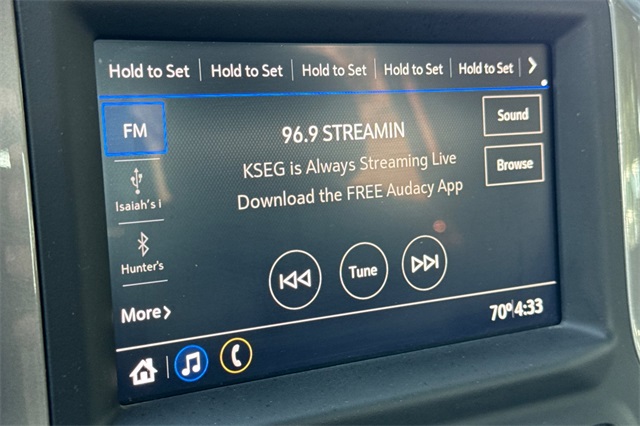 Hold to Set Hold to Set Hold to Set Hold to Set Hold to Set
FM
96.9 STREAMIN
Sound
KSEG is Always Streaming Live
Browse
Isaiah's i
Download the FREE Audacy App
Hunter's
Tune
More
70° 4:33